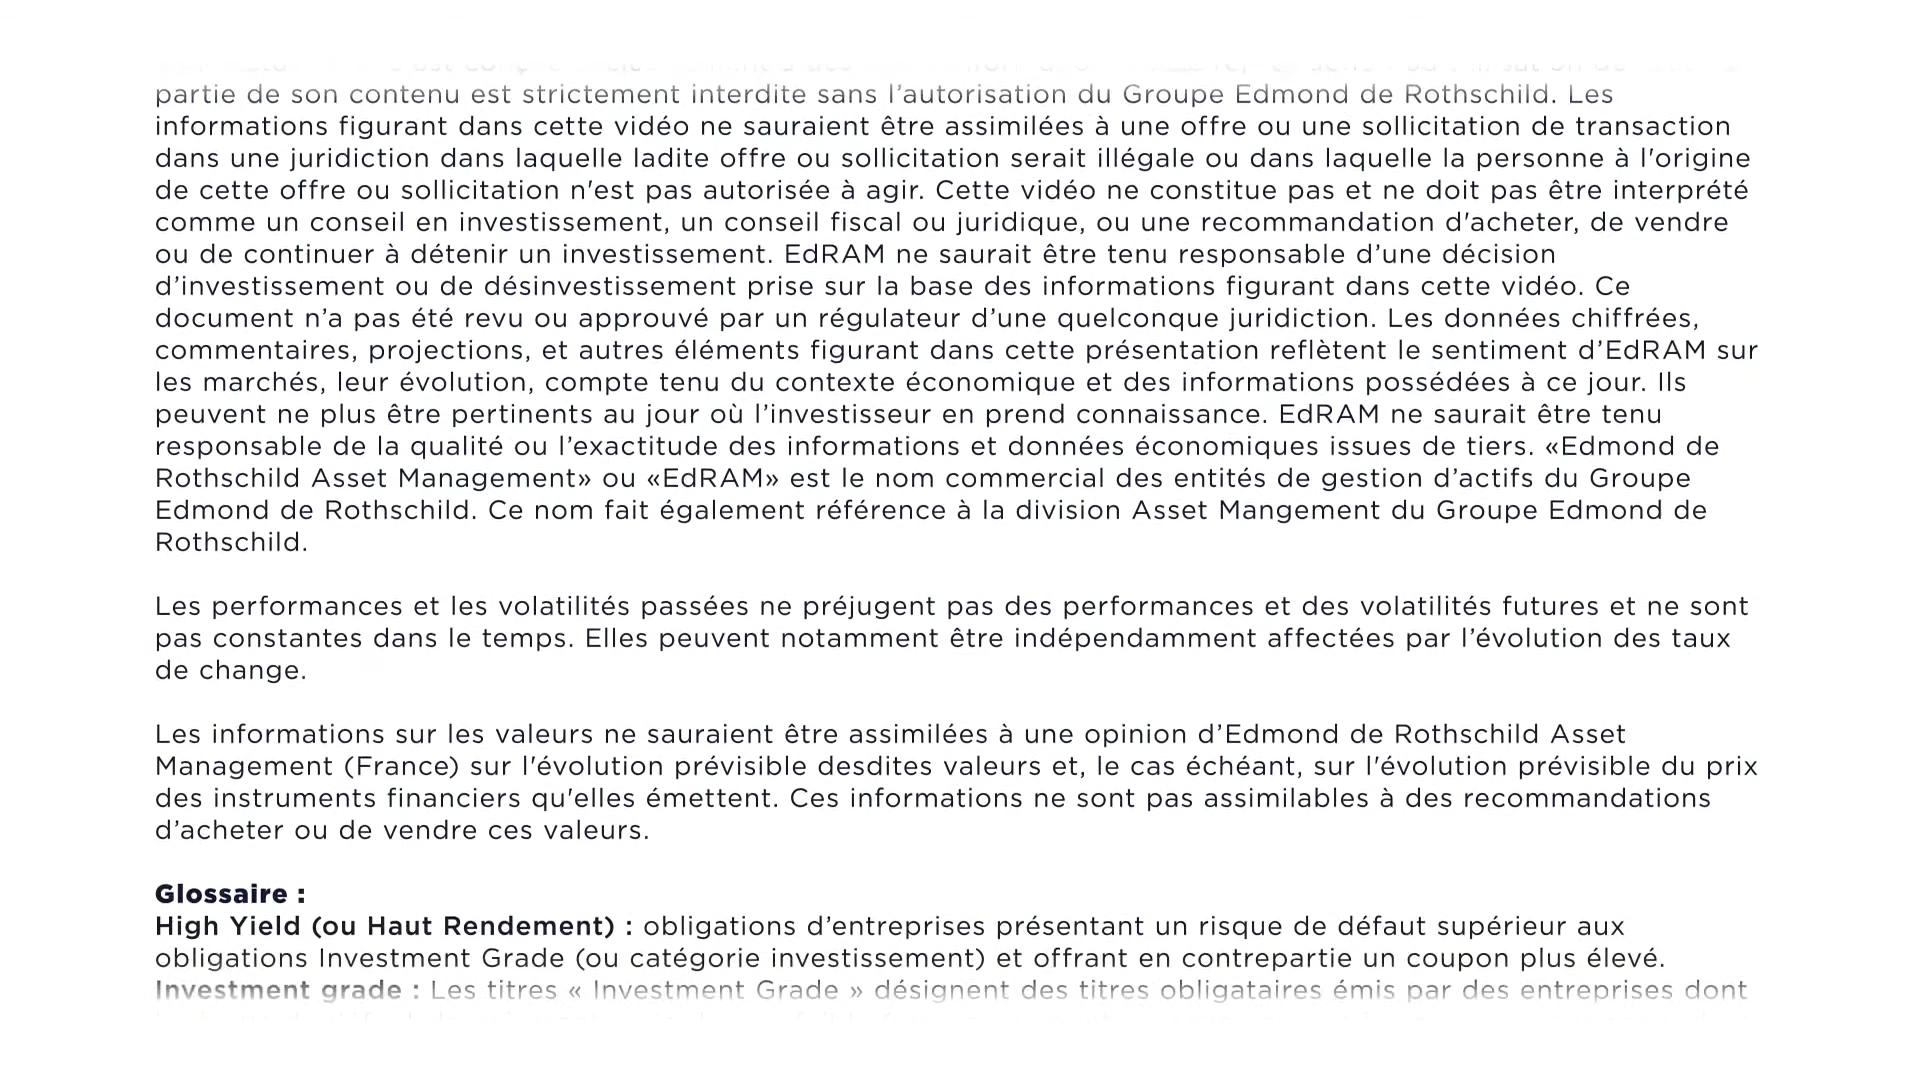 partie de son contenu est strictement interdite sans l’autorisation du Groupe Edmond de Rothschild. Les
informations figurant dans cette vidéo ne sauraient être assimilées à une offre ou une sollicitation de transaction
dans une juridiction dans laquelle ladite offre ou sollicitation serait illégale ou dans laquelle la personne à l'origine
de cette offre ou sollicitation n'est pas autorisée à agir. Cette vidéo ne constitue pas et ne doit pas être interprété
comme un conseil en investissement, un conseil fiscal ou juridique, ou une recommandation d'acheter, de vendre
ou de continuer à détenir un investissement. EdRAM ne saurait être tenu responsable d’une décision
d’investissement ou de désinvestissement prise sur la base des informations figurant dans cette vidéo. Ce
document n’a pas été revu ou approuvé par un régulateur d’une quelconque juridiction. Les données chiffrées,
commentaires, projections, et autres éléments figurant dans cette présentation reflètent le sentiment d’EdRAM sur
les marchés, leur évolution, compte tenu du contexte économique et des informations possédées à ce jour. Ils
peuvent ne plus être pertinents au jour où l’investisseur en prend connaissance. EdRAM ne saurait être tenu
responsable de la qualité ou l’exactitude des informations et données économiques issues de tiers. «Edmond de
Rothschild Asset Management» ou «EdRAM» est le nom commercial des entités de gestion d’actifs du Groupe
Edmond de Rothschild. Ce nom fait également référence à la division Asset Mangement du Groupe Edmond de
Rothschild.
Les performances et les volatilités passées ne préjugent pas des performances et des volatilités futures et ne sont
pas constantes dans le temps. Elles peuvent notamment être indépendamment affectées par l’évolution des taux
de change.
Les informations sur les valeurs ne sauraient être assimilées à une opinion d’Edmond de Rothschild Asset
Management (France) sur l'évolution prévisible desdites valeurs et, le cas échéant, sur l'évolution prévisible du prix
des instruments financiers qu'elles émettent. Ces informations ne sont pas assimilables à des recommandations
d’acheter ou de vendre ces valeurs.
Glossaire :
High Yield (ou Haut Rendement) : obligations d’entreprises présentant un risque de défaut supérieur aux
obligations Investment Grade (ou catégorie investissement) et offrant en contrepartie un coupon plus élevé.
Investment grade : Les titres « Investment Grade » désignent des titres obligataires émis par des entreprises dont